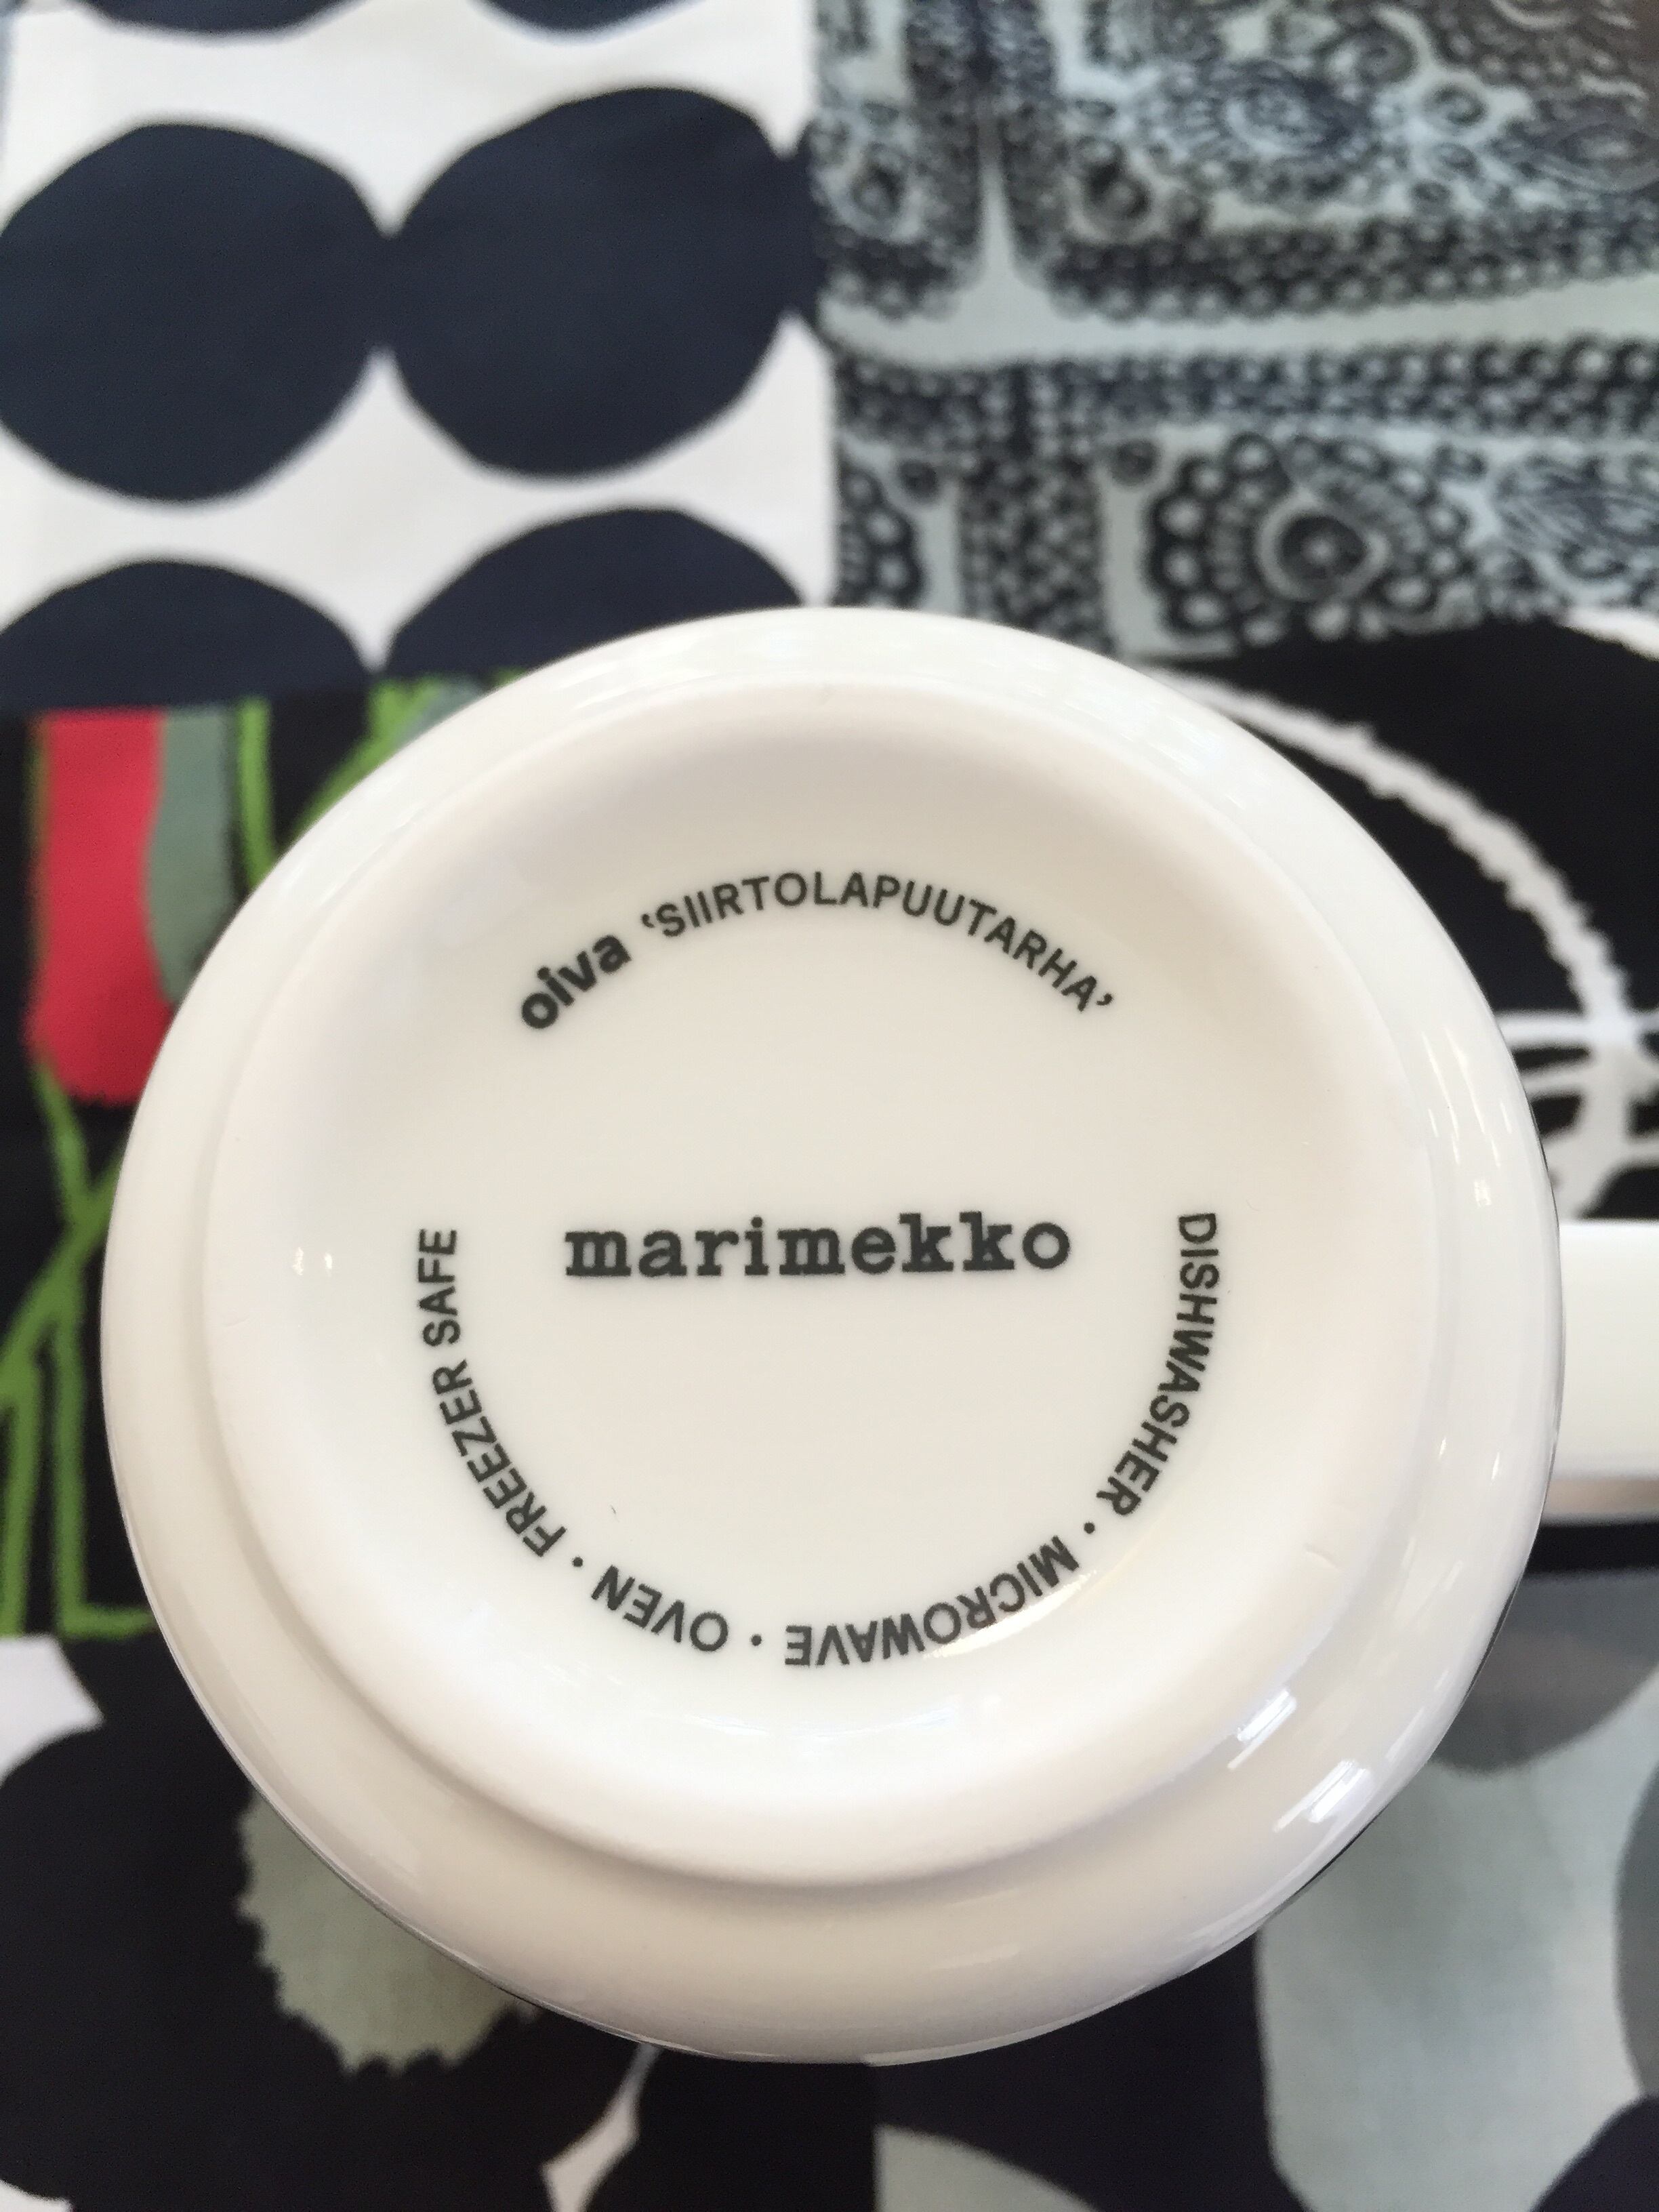 oiva ‘SIIRTOLAPUUTARHA’
marimekko
DISHWASHER · MICROWAVE · OVEN · FREEZER SAFE